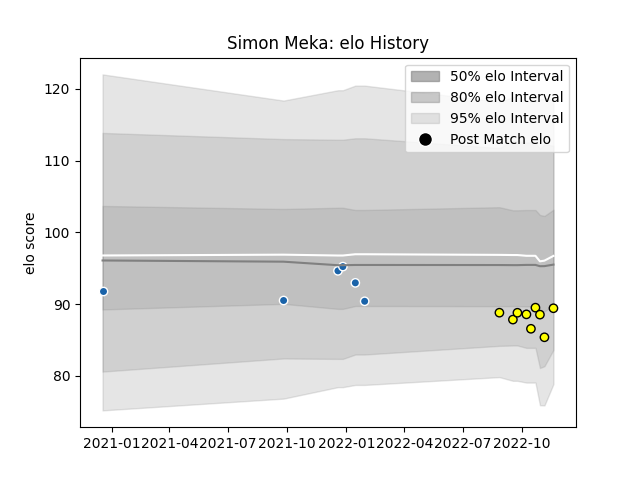 Simon Meka: elo History
120
110
100
90
80
elo score
50% elo Interval
80% elo Interval
95% elo Interval
Post Match elo
2021-01 2021-04 2021-07 2021-10 2022-01 2022-04 2022-07 2022-10